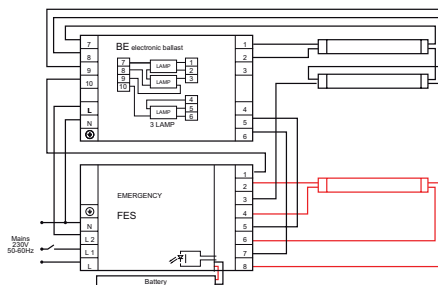 BE electronic ballast
7
8
9
10
L
N
7
8
9
10
LAMP
LAMP
LAMP
1
2
3
4
5
6
3 LAMP
1
2
3
4
5
6
EMERGENCY
FES
N
L 2
L 1
L
1
2
3
4
5
6
7
8
Mains
230V
50-60Hz
Battery